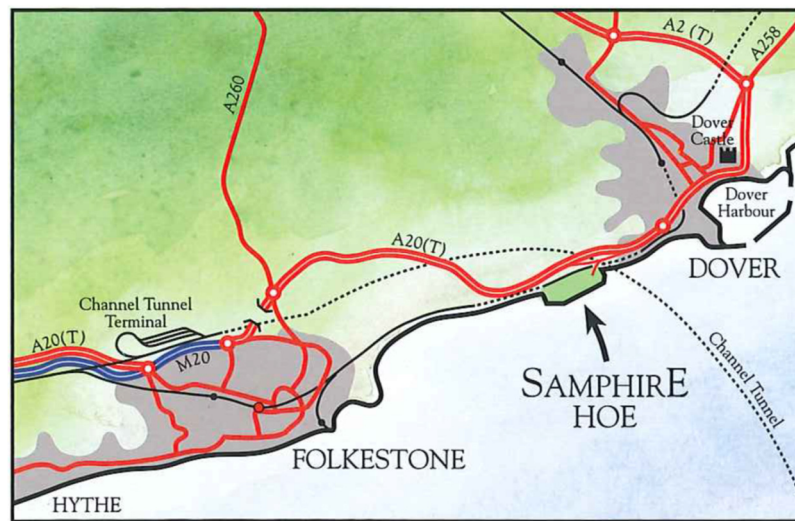 A2 (T)
A258
A260
Dover
Castle
Dover
Harbour
A20(T)
DOVER
Channel Tunnel
Terminal
A20(T)
M20
Channel Tunnel
SAMPHIRE
HOE
FOLKESTONE
HYTHE